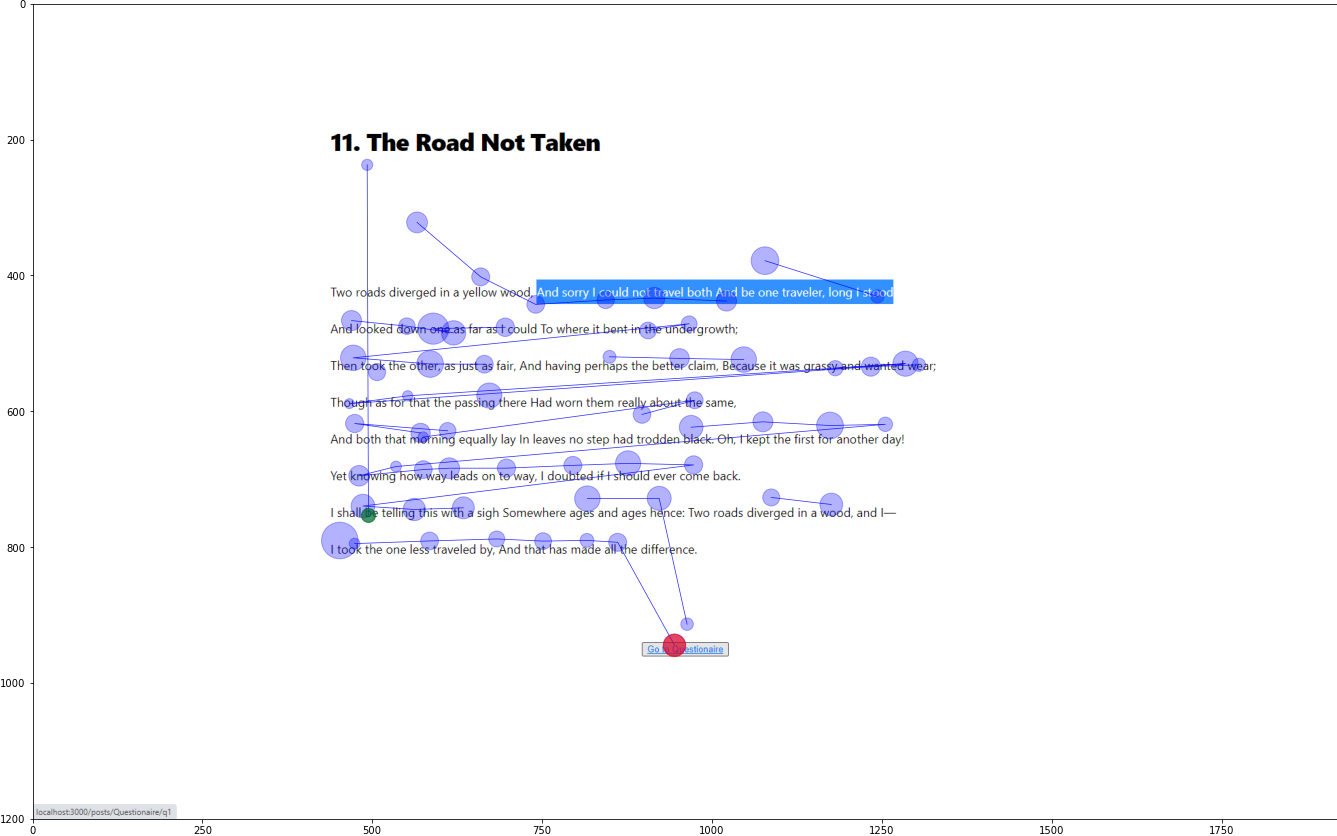 0
200
11. The Road Not Taken
400
Two roads diverged in a yellow wood, And sorry I could not travel both And be one traveler, long I stood
And looked down one as far as I could To where it bent in the undergrowth;
Then took the other, as just as fair, And having perhaps the better claim, Because it was grassy and wanted wear;
600
Though as for that the passing there Had worn them really about the same,
And both that morning equally lay In leaves no step had trodden black. Oh, I kept the first for another day!
Yet knowing how way leads on to way, I doubted if I should ever come back.
I shall be telling this with a sigh Somewhere ages and ages hence: Two roads diverged in a wood, and I—
800
I took the one less traveled by, And that has made all the difference.
Go to Questionaire
1000
localhost:3000/posts/Questionaire/q1
1200
0 250 500 750 1000 1250 1500 1750